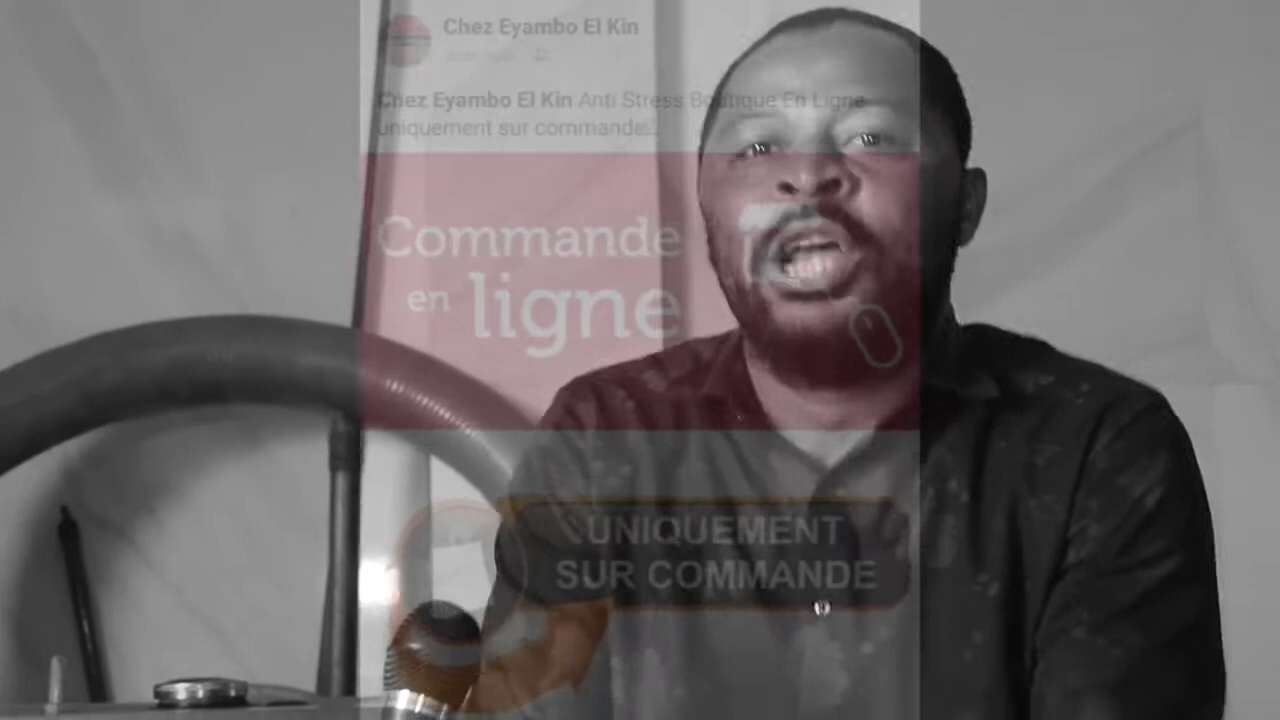 Chez Eyambo El Kin
Chez Eyambo El Kin Anti Stress Boutique En Ligne
uniquement sur commande..
Commande
en ligne
UNIQUEMENT
SUR COMMANDE